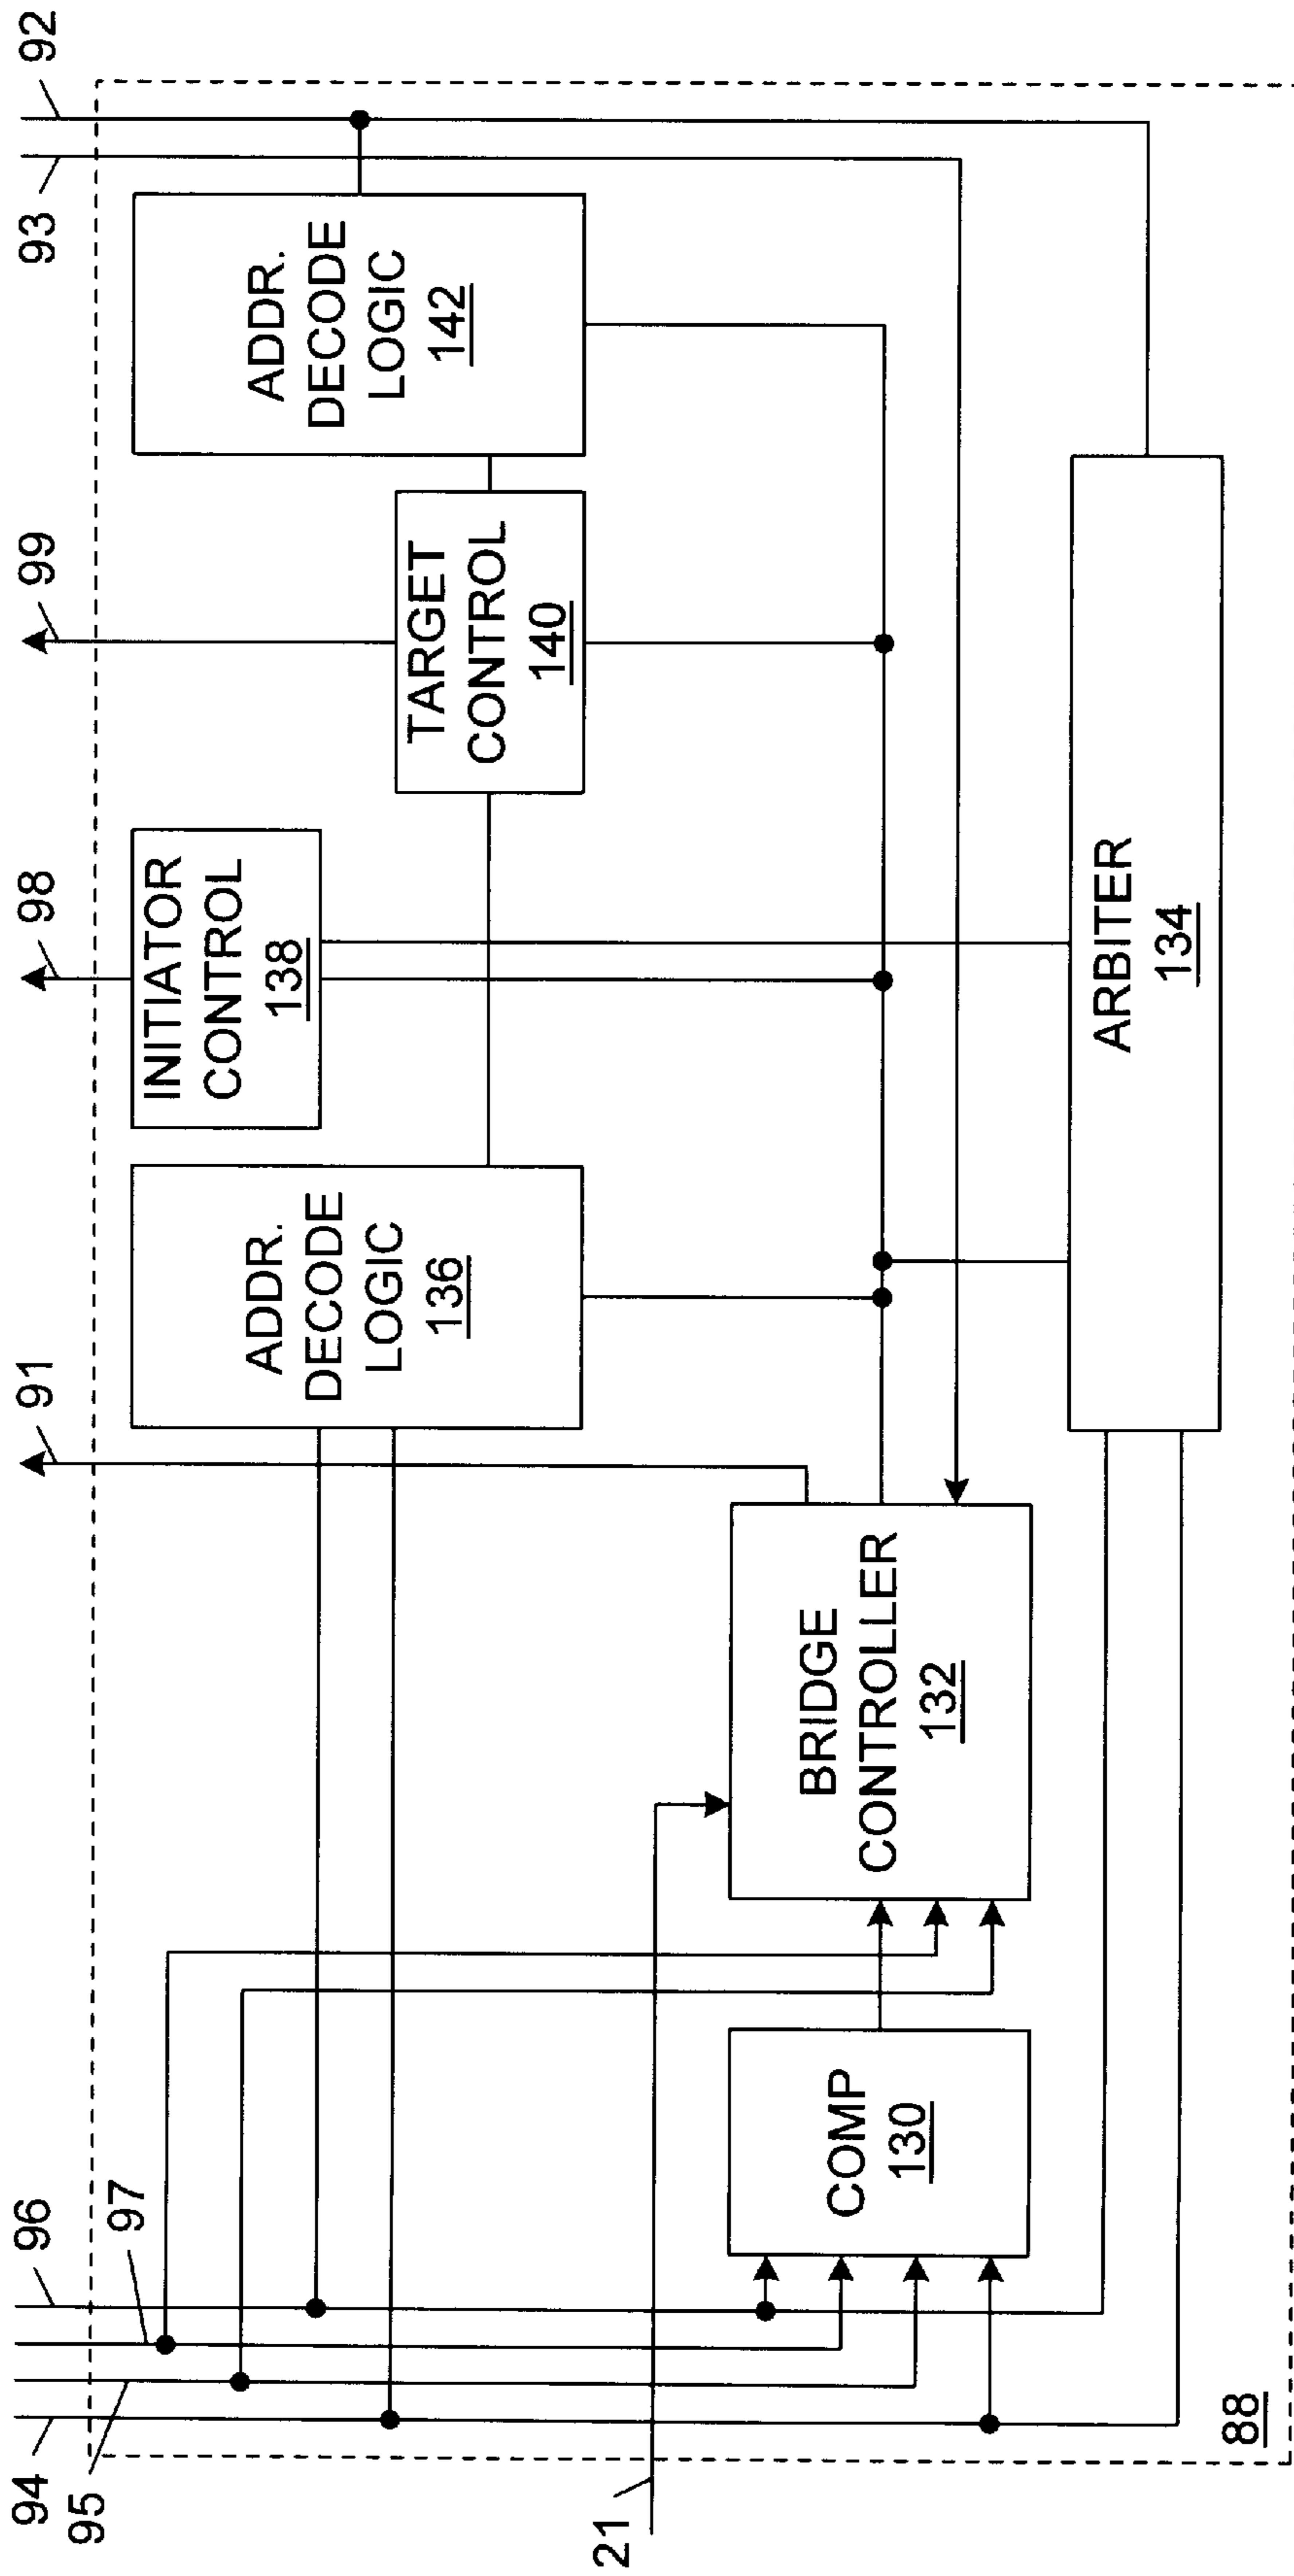 94
95
96
97
91
98
99
93
92
21
ADDR.
DECODE
LOGIC
136
INITIATOR
CONTROL
138
TARGET
CONTROL
140
ADDR.
DECODE
LOGIC
142
COMP
130
BRIDGE
CONTROLLER
132
ARBITER
134
88